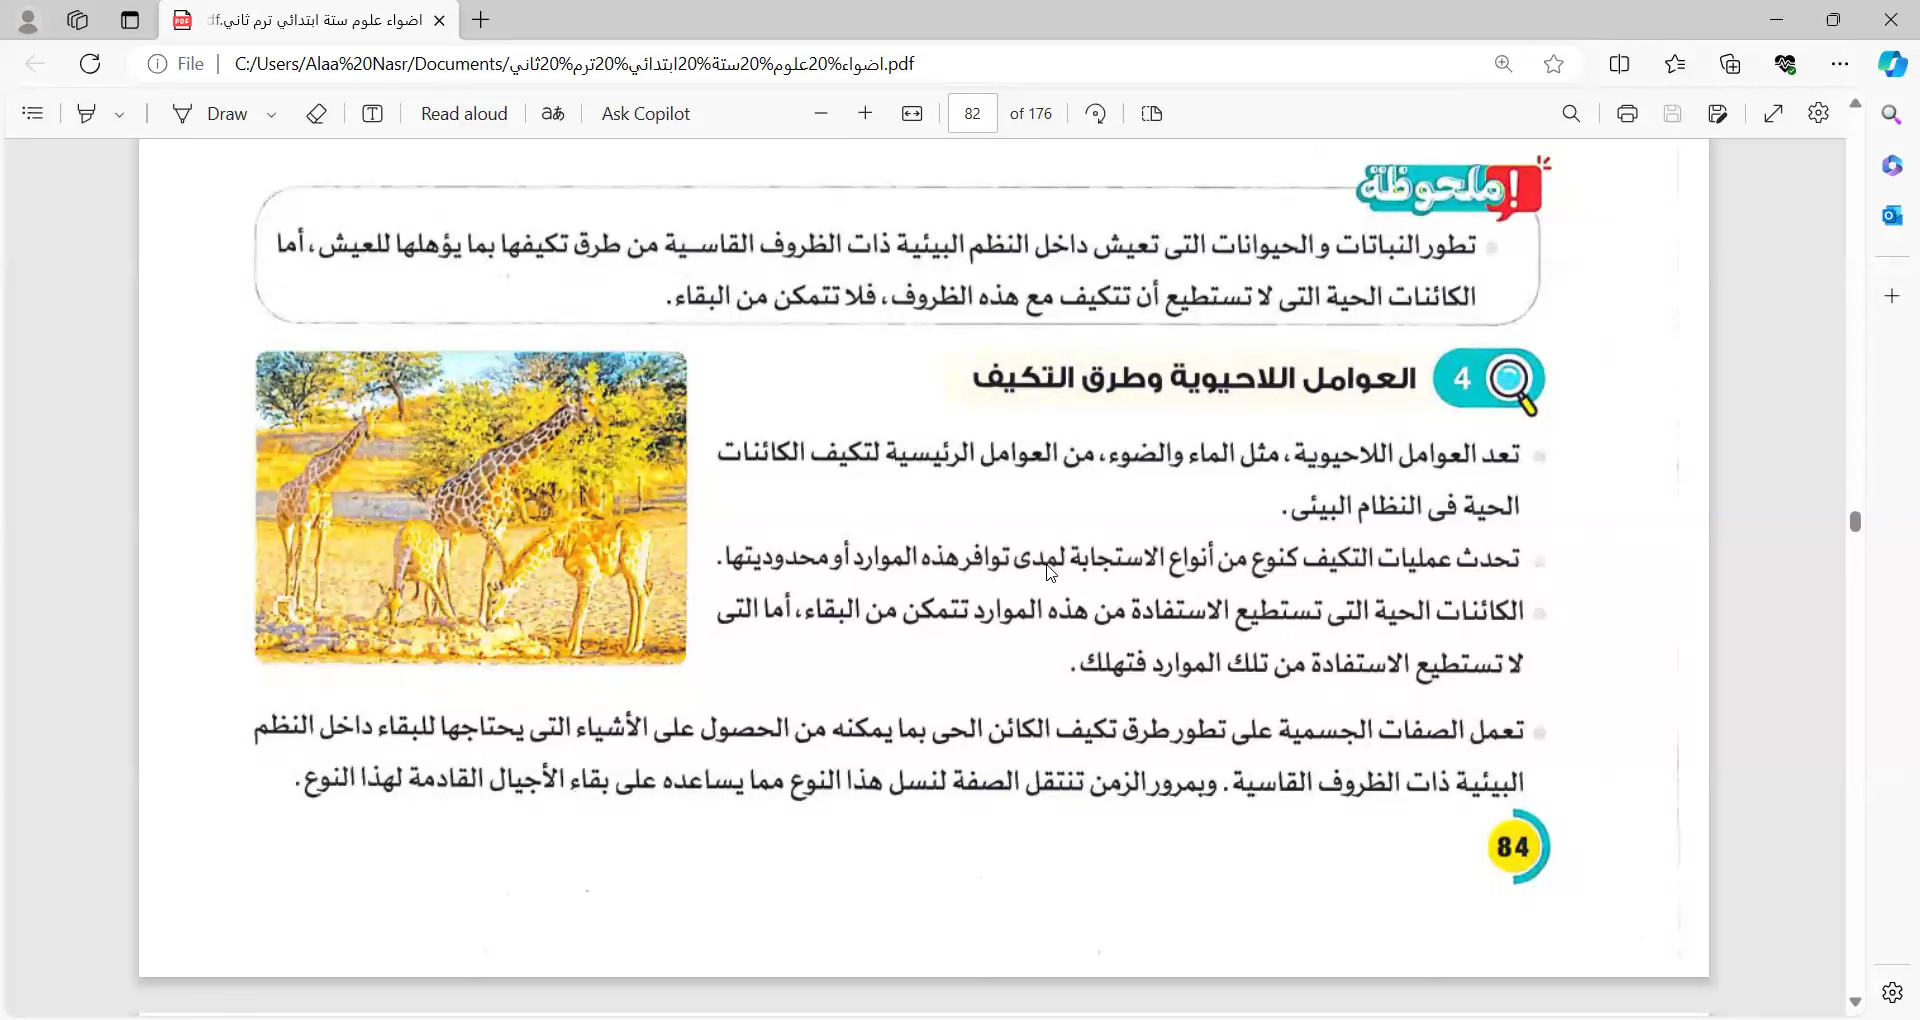 اضواء علوم ستة ابتدائي ترم ثاني.pdf
File
C:/Users/Alaa%20Nasr/Documents/اضواء%20علوم%20ستة%20ابتدائي%20ترم%20ثاني.pdf
Draw
Read aloud
Ask Copilot
82
of 176
ملحوظة!
تطور النباتات والحيوانات التى تعيش داخل النظم البيئية ذات الظروف القاسية من طرق تكيفها بما يؤهلها للعيش، أما
الكائنات الحية التى لا تستطيع أن تتكيف مع هذه الظروف، فلا تتمكن من البقاء.
4 العوامل اللاحيوية وطرق التكيف
تعد العوامل اللاحيوية، مثل الماء والضوء، من العوامل الرئيسية لتكيف الكائنات
الحية فى النظام البيئى.
تحدث عمليات التكيف كنوع من أنواع الاستجابة لمدى توافر هذه الموارد أو محدوديتها.
الكائنات الحية التى تستطيع الاستفادة من هذه الموارد تتمكن من البقاء، أما التى
لا تستطيع الاستفادة من تلك الموارد فتهلك.
تعمل الصفات الجسمية على تطور طرق تكيف الكائن الحى بما يمكنه من الحصول على الأشياء التى يحتاجها للبقاء داخل النظم
البيئية ذات الظروف القاسية. وبمرور الزمن تنتقل الصفة لنسل هذا النوع مما يساعده على بقاء الأجيال القادمة لهذا النوع.
84